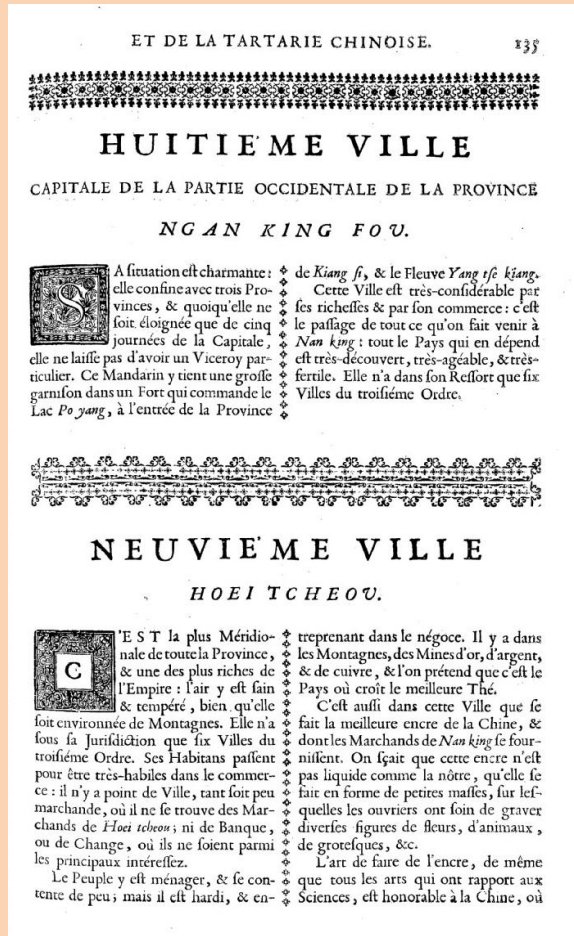 ET DE LA TARTARIE CHINOISE. 135
HUITIE'ME VILLE
CAPITALE DE LA PARTIE OCCIDENTALE DE LA PROVINCE
NGAN KING FOU.
SA situation est charmante :
elle confine avec trois Pro-
vinces, & quoiqu'elle ne
soit éloignée que de cinq
journées de la Capitale,
elle ne laisse pas d'avoir un Viceroy par-
ticulier. Ce Mandarin y tient une grosse
garnison dans un Fort qui commande le
Lac Po yang, à l'entrée de la Province
de Kiang si, & le Fleuve Yang tse kiang.
Cette Ville est très-considérable par
ses richesses & par son commerce : c'est
le passage de tout ce qu'on fait venir à
Nan king : tout le Pays qui en dépend
est très-découvert, très-agéable, & très-
fertile. Elle n'a dans son Ressort que six
Villes du troisiéme Ordre.
NEUVIE'ME VILLE
HOEI TCHEOU.
C'EST la plus Méridio-
nale de toute la Province,
& une des plus riches de
l'Empire : l'air y est sain
& tempéré, bien qu'elle
soit environnée de Montagnes. Elle n'a
sous sa Jurisdiction que six Villes du
troisiéme Ordre. Ses Habitans passent
pour être très-habiles dans le commer-
ce : il n'y a point de Ville, tant soit peu
marchande, où il ne se trouve des Mar-
chands de Hoei tcheou ; ni de Banque,
ou de Change, où ils ne soient parmi
les principaux intéressez.
Le Peuple y est ménager, & se con-
tente de peu ; mais il est hardi, & en-
treprenant dans le négoce. Il y a dans
les Montagnes, des Mines d'or, d'argent,
& de cuivre, & l'on prétend que c'est le
Pays où croît le meilleure Thé.
C'est aussi dans cette Ville que se
fait la meilleure encre de la Chine, &
dont les Marchands de Nan king se four-
nissent. On sçait que cette encre n'est
pas liquide comme la nôtre, qu'elle se
fait en forme de petites masses, sur les-
quelles les ouvriers ont soin de graver
diverses figures de fleurs, d'animaux,
de grotesques, &c.
L'art de faire de l'encre, de même
que tous les arts qui ont rapport aux
Sciences, est honorable à la Chine, où